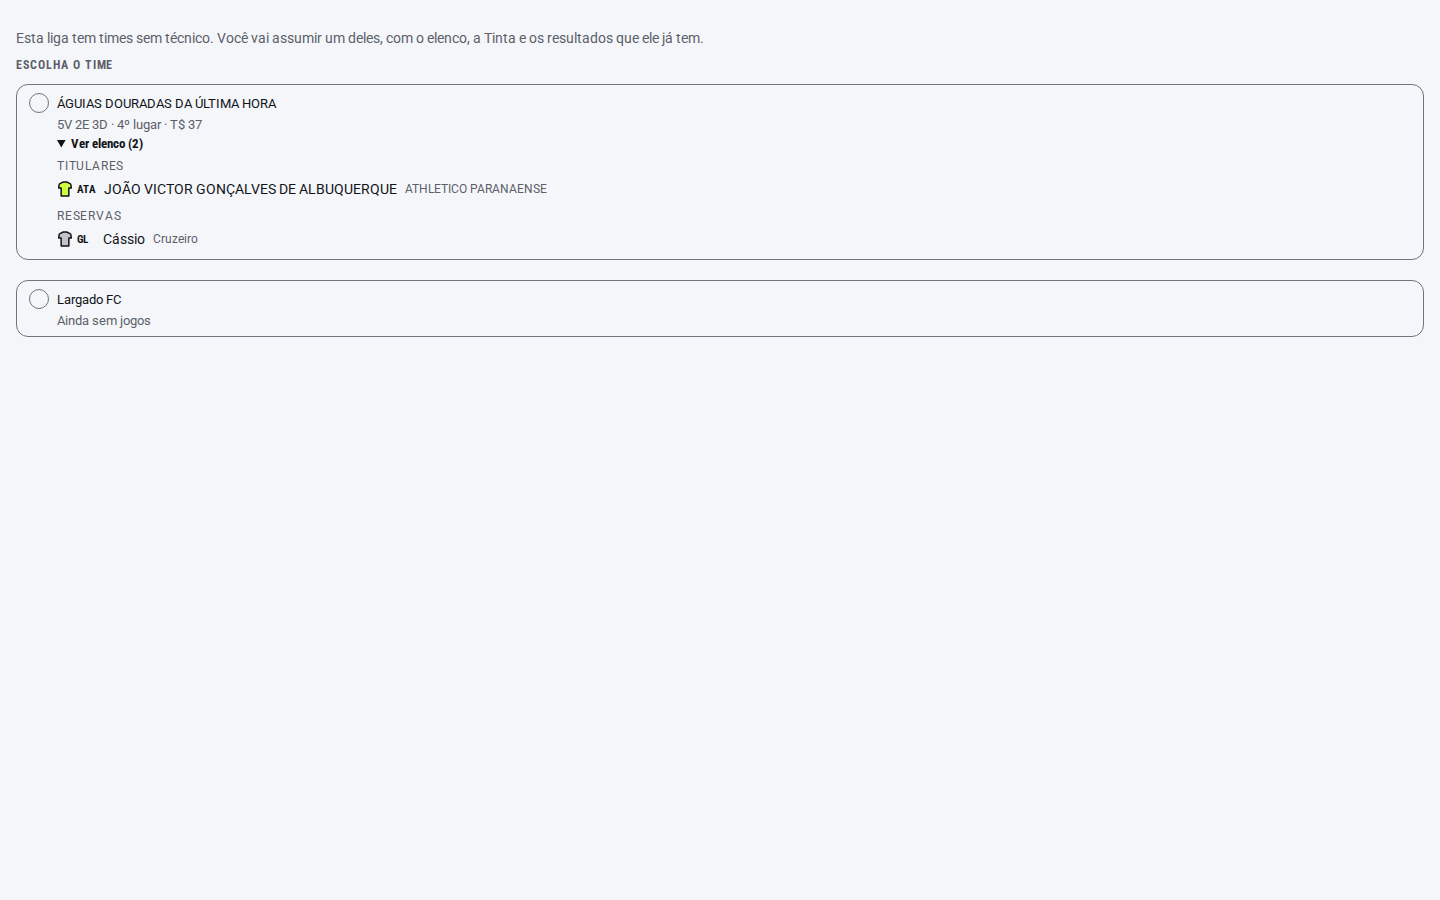 Esta liga tem times sem técnico. Você vai assumir um deles, com o elenco, a Tinta e os resultados que ele já tem.
ESCOLHA O TIME
ÁGUIAS DOURADAS DA ÚLTIMA HORA
5V 2E 3D · 4º lugar · T$ 37
Ver elenco (2)
TITULARES
ATA JOÃO VICTOR GONÇALVES DE ALBUQUERQUE ATHLETICO PARANAENSE
RESERVAS
GL Cássio Cruzeiro
Largado FC
Ainda sem jogos